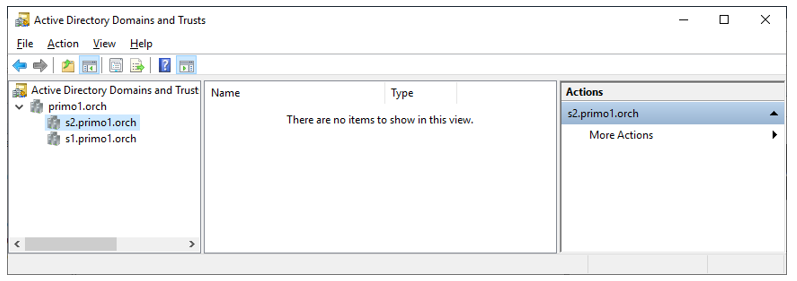 Active Directory Domains and Trusts
File Action View Help
Active Directory Domains and Trust
primo1.orch
s2.primo1.orch
s1.primo1.orch
Name Type
There are no items to show in this view.
Actions
s2.primo1.orch
More Actions